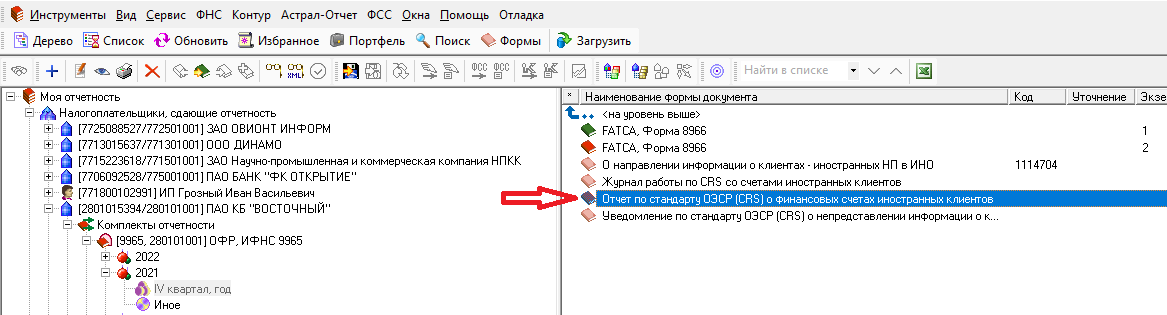 Инструменты Вид Сервис ФНС Контур Астрал-Отчет ФСС Окна Помощь Отладка
Дерево Список Обновить Избранное Портфель Поиск Формы Загрузить
XML ФСС ФСС Найти в списке
Моя отчетность
Налогоплательщики, сдающие отчетность
[7725088527/772501001] ЗАО ОВИОНТ ИНФОРМ
[7713015637/771301001] ООО ДИНАМО
[7715223618/771501001] ЗАО Научно-промышленная и коммерческая компания НПКК
[7706092528/775001001] ПАО БАНК "ФК ОТКРЫТИЕ"
[771800102991] ИП Грозный Иван Васильевич
[2801015394/280101001] ПАО КБ "ВОСТОЧНЫЙ"
Комплекты отчетности
[9965, 280101001] ОФР, ИФНС 9965
2022
2021
IV квартал, год
Иное
* Наименование формы документа Код Уточнение Экзе
<на уровень выше>
FATCA, Форма 8966 1
FATCA, Форма 8966 2
О направлении информации о клиентах - иностранных НП в ИНО 1114704
Журнал работы по CRS со счетами иностранных клиентов
Отчет по стандарту ОЭСР (CRS) о финансовых счетах иностранных клиентов
Уведомление по стандарту ОЭСР (CRS) о непредставлении информации о к...